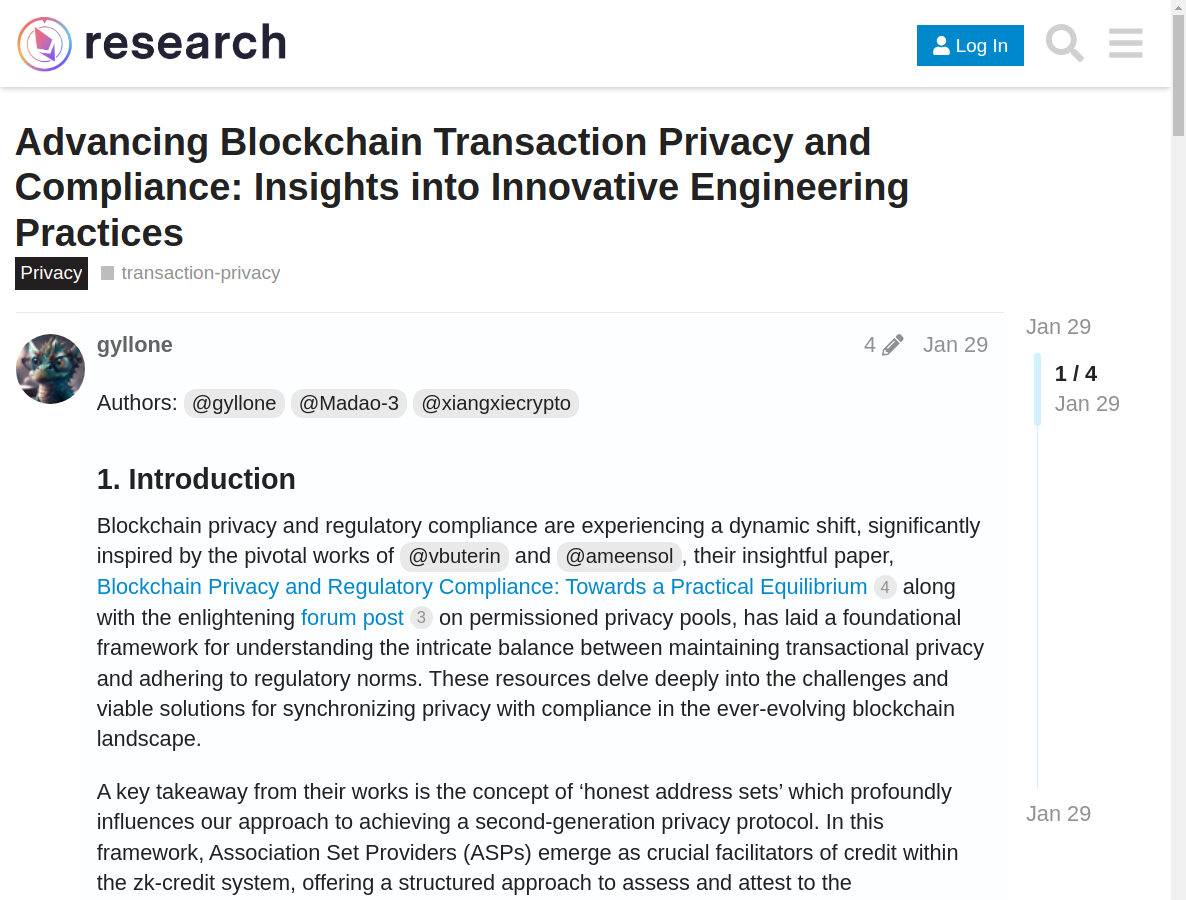 research
Log In
Advancing Blockchain Transaction Privacy and
Compliance: Insights into Innovative Engineering
Practices
Privacy transaction-privacy
gyllone 4 Jan 29
Authors: @gyllone @Madao-3 @xiangxiecrypto
1. Introduction
Blockchain privacy and regulatory compliance are experiencing a dynamic shift, significantly
inspired by the pivotal works of @vbuterin and @ameensol, their insightful paper,
Blockchain Privacy and Regulatory Compliance: Towards a Practical Equilibrium 4 along
with the enlightening forum post 3 on permissioned privacy pools, has laid a foundational
framework for understanding the intricate balance between maintaining transactional privacy
and adhering to regulatory norms. These resources delve deeply into the challenges and
viable solutions for synchronizing privacy with compliance in the ever-evolving blockchain
landscape.
A key takeaway from their works is the concept of ‘honest address sets’ which profoundly
influences our approach to achieving a second-generation privacy protocol. In this
framework, Association Set Providers (ASPs) emerge as crucial facilitators of credit within
the zk-credit system, offering a structured approach to assess and attest to the
Jan 29
1 / 4
Jan 29
Jan 29